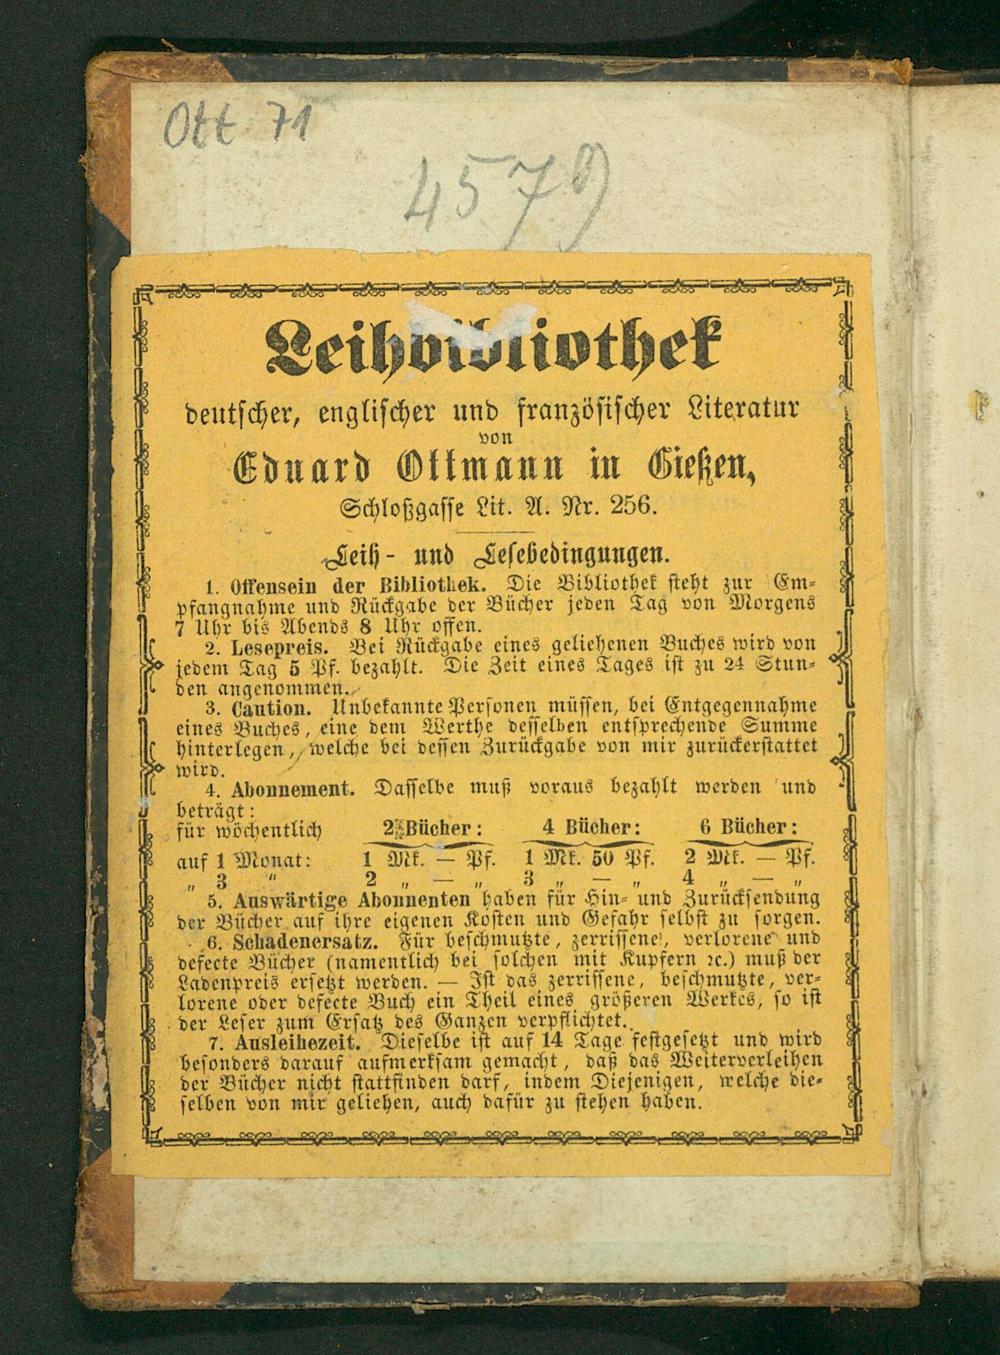 Ott 71
4579
Leihbibliothek
deutscher, englischer und französischer Literatur
von
Eduard Ottmann in Gießen,
Schloßgasse Lit. A. Nr. 256.
Leih- und Lesebedingungen.
1. Offensein der Bibliothek. Die Bibliothek steht zur Em-
pfangnahme und Rückgabe der Bücher jeden Tag von Morgens
7 Uhr bis Abends 8 Uhr offen.
2. Lesepreis. Bei Rückgabe eines geliehenen Buches wird von
jedem Tag 5 Pf. bezahlt. Die Zeit eines Tages ist zu 24 Stun-
den angenommen.
3. Caution. Unbekannte Personen müssen, bei Entgegennahme
eines Buches, eine dem Werthe desselben entsprechende Summe
hinterlegen, welche bei dessen Zurückgabe von mir zurückerstattet
wird.
4. Abonnement. Dasselbe muß voraus bezahlt werden und
beträgt:
für wöchentlich 2 Bücher: 4 Bücher: 6 Bücher:
auf 1 Monat: 1 Mk. — Pf. 1 Mk. 50 Pf. 2 Mk. — Pf.
„ 3 „ 2 „ — „ 3 „ — „ 4 „ — „
5. Auswärtige Abonnenten haben für Hin- und Zurücksendung
der Bücher auf ihre eigenen Kosten und Gefahr selbst zu sorgen.
6. Schadenersatz. Für beschmutzte, zerrissene, verlorene und
defecte Bücher (namentlich bei solchen mit Kupfern ꝛc.) muß der
Ladenpreis ersetzt werden. — Ist das zerrissene, beschmutzte, ver-
lorene oder defecte Buch ein Theil eines größeren Werkes, so ist
der Leser zum Ersatz des Ganzen verpflichtet.
7. Ausleihezeit. Dieselbe ist auf 14 Tage festgesetzt und wird
besonders darauf aufmerksam gemacht, daß das Weiterverleihen
der Bücher nicht stattfinden darf, indem Diejenigen, welche die-
selben von mir geliehen, auch dafür zu stehen haben.